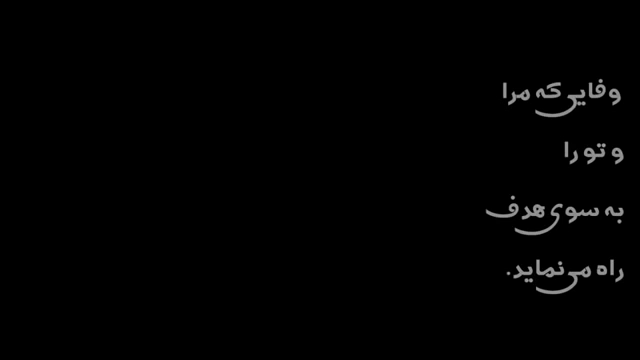 وفایی که مرا
و تو را
به سوی هدف
راه می‌نماید.